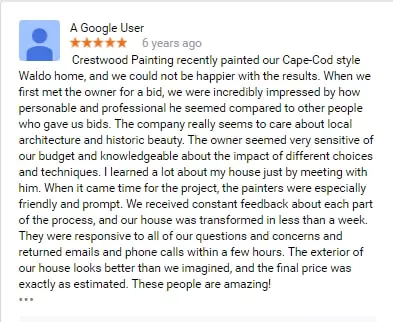 A Google User
★★★★★ 6 years ago
Crestwood Painting recently painted our Cape-Cod style
Waldo home, and we could not be happier with the results. When we
first met the owner for a bid, we were incredibly impressed by how
personable and professional he seemed compared to other people
who gave us bids. The company really seems to care about local
architecture and historic beauty. The owner seemed very sensitive of
our budget and knowledgeable about the impact of different choices
and techniques. I learned a lot about my house just by meeting with
him. When it came time for the project, the painters were especially
friendly and prompt. We received constant feedback about each part
of the process, and our house was transformed in less than a week.
They were responsive to all of our questions and concerns and
returned emails and phone calls within a few hours. The exterior of
our house looks better than we imagined, and the final price was
exactly as estimated. These people are amazing!
•••